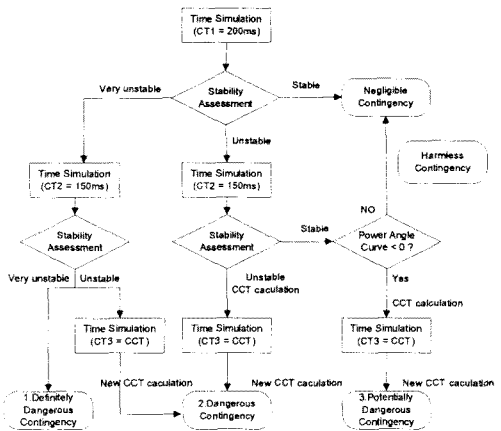 Time Simulation
(CT1 = 200ms)
Very unstable
Stability
Assessment
Stable
Negligible
Contingency
Unstable
Harmless
Contingency
Time Simulation
(CT2 = 150ms)
Time Simulation
(CT2 = 150ms)
NO
Stability
Assessment
Stability
Assessment
Stable
Power Angle
Curve < 0 ?
Very unstable
Unstable
Unstable
CCT caculation
Yes
CCT calculation
Time Simulation
(CT3 = CCT)
Time Simulation
(CT3 = CCT)
Time Simulation
(CT3 = CCT)
New CCT caculation
New CCT caculation
New CCT caculation
1.Definitely
Dangerous
Contingency
2.Dangerous
Contingency
3.Potentially
Dangerous
Contingency